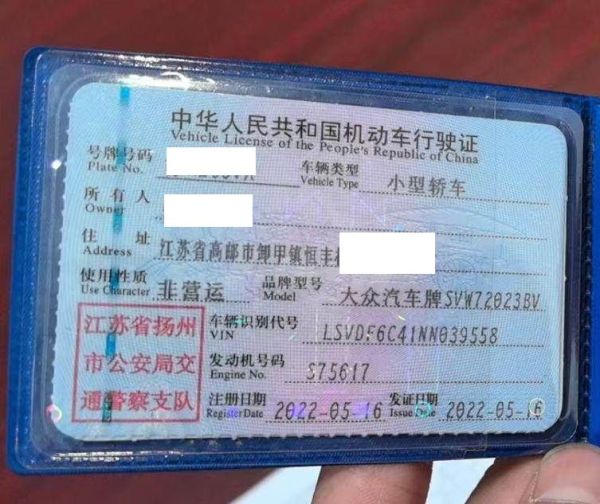 中华人民共和国机动车行驶证
Vehicle License of the People's Republic of China
号牌号码
Plate No.
车辆类型
Vehicle Type
小型轿车
所有人
Owner
住址
Address
江苏省高邮市卸甲镇恒丰
使用性质
Use Character
非营运
品牌型号
Model
大众汽车牌SVW72023BV
江苏省扬州
市公安局交
通警察支队
车辆识别代号
VIN
LSVDF6C41NN039558
发动机号码
Engine No.
S75617
注册日期
Register Date
2022-05-16
发证日期
Issue Date
2022-05-16